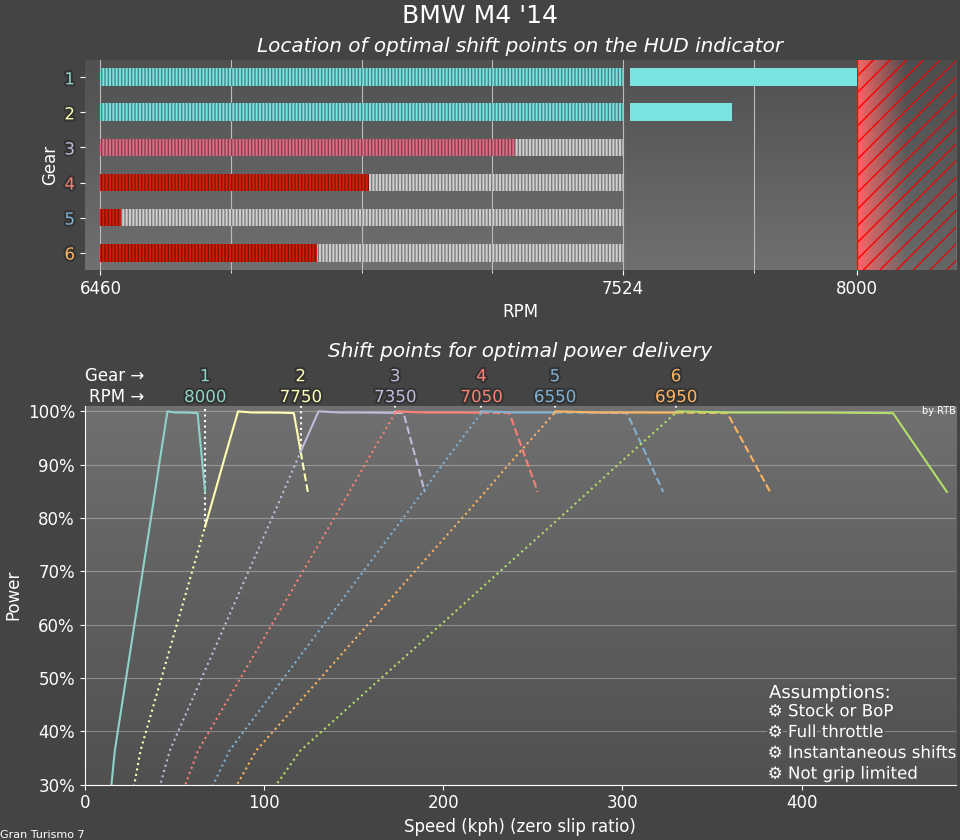 BMW M4 '14
Location of optimal shift points on the HUD indicator
Gear
1
2
3
4
5
6
6460 7524 8000
RPM
Shift points for optimal power delivery
Gear → 1 2 3 4 5 6
RPM → 8000 7750 7350 7050 6550 6950
by RTB
Power
100%
90%
80%
70%
60%
50%
40%
30%
Assumptions:
⚙ Stock or BoP
⚙ Full throttle
⚙ Instantaneous shifts
⚙ Not grip limited
0 100 200 300 400
Speed (kph) (zero slip ratio)
Gran Turismo 7